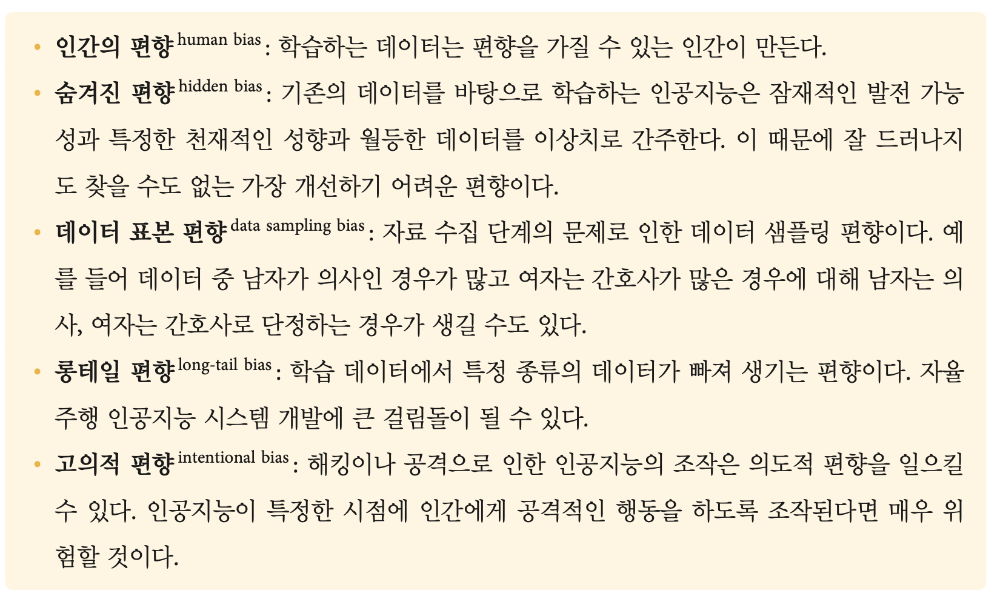 • 인간의 편향 human bias : 학습하는 데이터는 편향을 가질 수 있는 인간이 만든다.
• 숨겨진 편향 hidden bias : 기존의 데이터를 바탕으로 학습하는 인공지능은 잠재적인 발전 가능
성과 특정한 천재적인 성향과 월등한 데이터를 이상치로 간주한다. 이 때문에 잘 드러나지
도 찾을 수도 없는 가장 개선하기 어려운 편향이다.
• 데이터 표본 편향 data sampling bias : 자료 수집 단계의 문제로 인한 데이터 샘플링 편향이다. 예
를 들어 데이터 중 남자가 의사인 경우가 많고 여자는 간호사가 많은 경우에 대해 남자는 의
사, 여자는 간호사로 단정하는 경우가 생길 수도 있다.
• 롱테일 편향 long-tail bias : 학습 데이터에서 특정 종류의 데이터가 빠져 생기는 편향이다. 자율
주행 인공지능 시스템 개발에 큰 걸림돌이 될 수 있다.
• 고의적 편향 intentional bias : 해킹이나 공격으로 인한 인공지능의 조작은 의도적 편향을 일으킬
수 있다. 인공지능이 특정한 시점에 인간에게 공격적인 행동을 하도록 조작된다면 매우 위
험할 것이다.